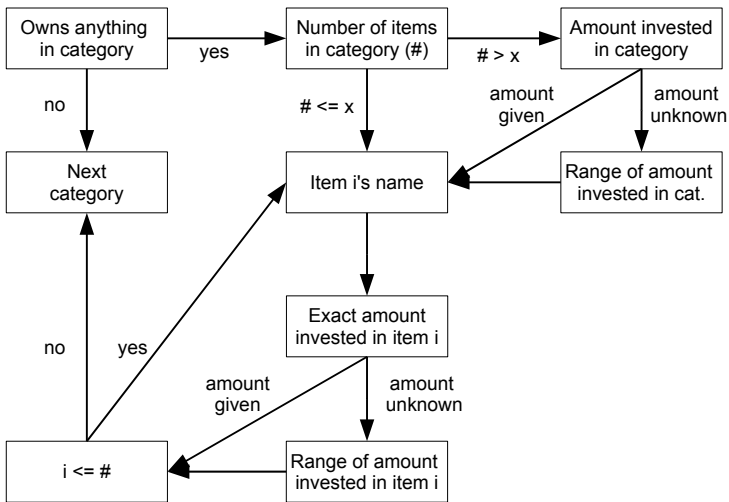 Owns anything
in category
yes
Number of items
in category (#)
# > x
Amount invested
in category
no
# <= x
amount
given
amount
unknown
Next
category
Item i's name
Range of amount
invested in cat.
Exact amount
invested in item i
no
yes
amount
given
amount
unknown
i <= #
Range of amount
invested in item i